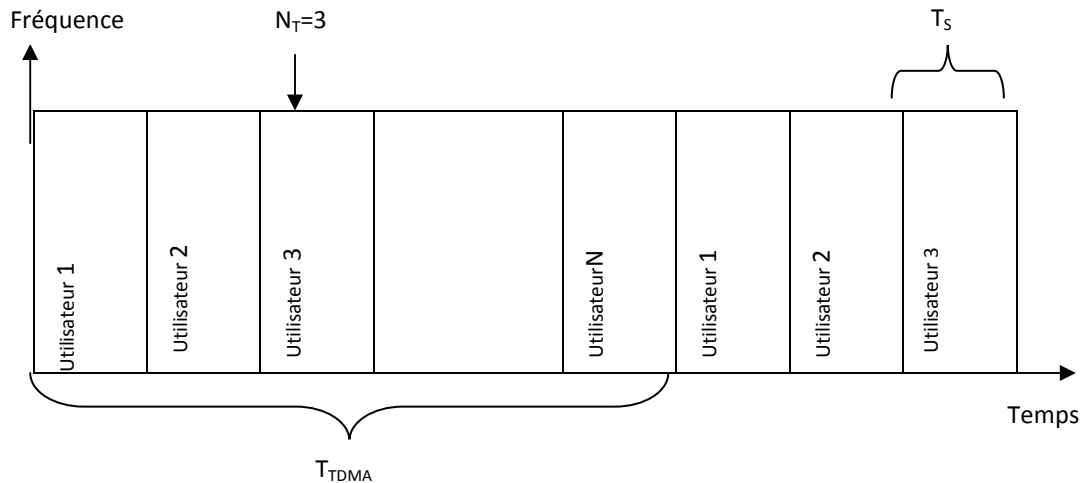 Fréquence
N_T=3
T_S
Utilisateur 1
Utilisateur 2
Utilisateur 3
UtilisateurN
Utilisateur 1
Utilisateur 2
Utilisateur 3
Temps
T_TDMA